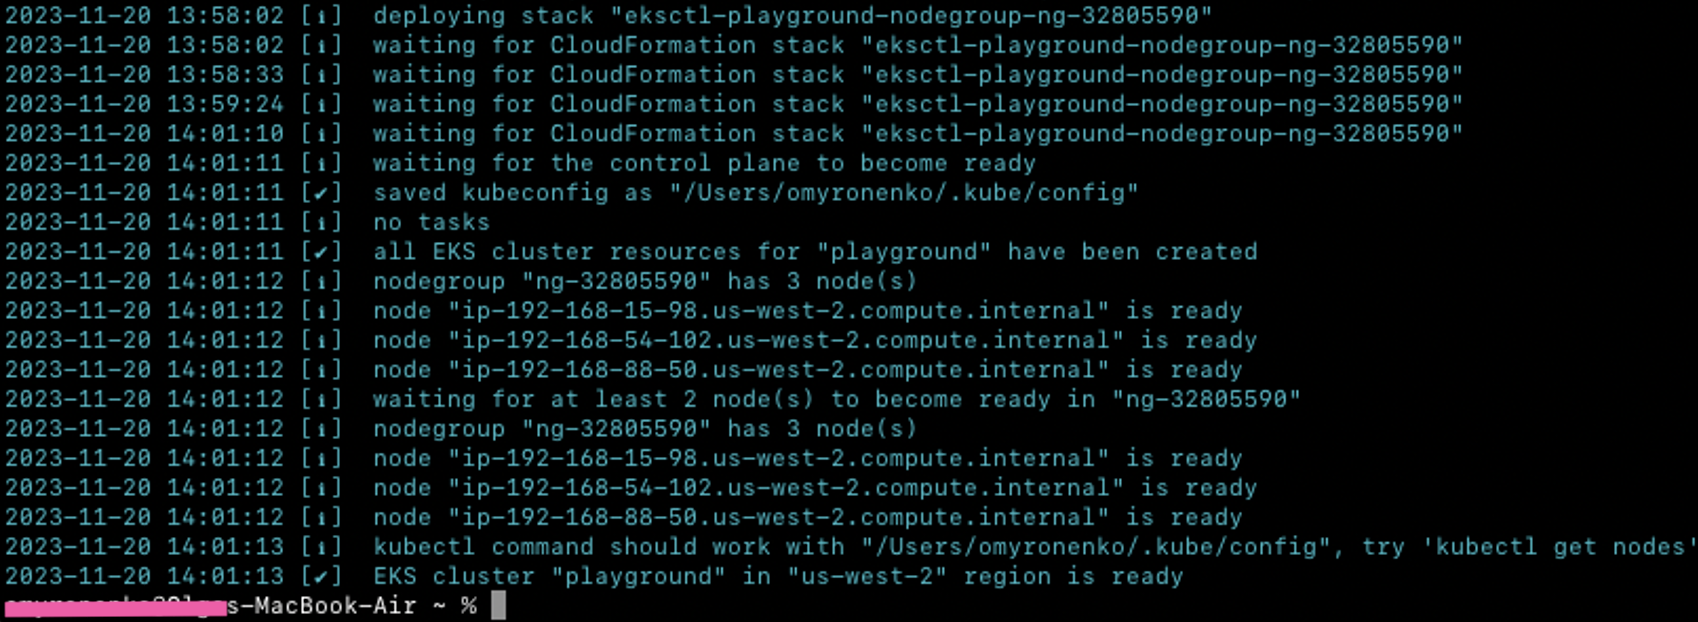 2023-11-20 13:58:02 [ℹ]  deploying stack "eksctl-playground-nodegroup-ng-32805590"
2023-11-20 13:58:02 [ℹ]  waiting for CloudFormation stack "eksctl-playground-nodegroup-ng-32805590"
2023-11-20 13:58:33 [ℹ]  waiting for CloudFormation stack "eksctl-playground-nodegroup-ng-32805590"
2023-11-20 13:59:24 [ℹ]  waiting for CloudFormation stack "eksctl-playground-nodegroup-ng-32805590"
2023-11-20 14:01:10 [ℹ]  waiting for CloudFormation stack "eksctl-playground-nodegroup-ng-32805590"
2023-11-20 14:01:11 [ℹ]  waiting for the control plane to become ready
2023-11-20 14:01:11 [✔]  saved kubeconfig as "/Users/omyronenko/.kube/config"
2023-11-20 14:01:11 [ℹ]  no tasks
2023-11-20 14:01:11 [✔]  all EKS cluster resources for "playground" have been created
2023-11-20 14:01:12 [ℹ]  nodegroup "ng-32805590" has 3 node(s)
2023-11-20 14:01:12 [ℹ]  node "ip-192-168-15-98.us-west-2.compute.internal" is ready
2023-11-20 14:01:12 [ℹ]  node "ip-192-168-54-102.us-west-2.compute.internal" is ready
2023-11-20 14:01:12 [ℹ]  node "ip-192-168-88-50.us-west-2.compute.internal" is ready
2023-11-20 14:01:12 [ℹ]  waiting for at least 2 node(s) to become ready in "ng-32805590"
2023-11-20 14:01:12 [ℹ]  nodegroup "ng-32805590" has 3 node(s)
2023-11-20 14:01:12 [ℹ]  node "ip-192-168-15-98.us-west-2.compute.internal" is ready
2023-11-20 14:01:12 [ℹ]  node "ip-192-168-54-102.us-west-2.compute.internal" is ready
2023-11-20 14:01:12 [ℹ]  node "ip-192-168-88-50.us-west-2.compute.internal" is ready
2023-11-20 14:01:13 [ℹ]  kubectl command should work with "/Users/omyronenko/.kube/config", try 'kubectl get nodes'
2023-11-20 14:01:13 [✔]  EKS cluster "playground" in "us-west-2" region is ready
s-MacBook-Air ~ %